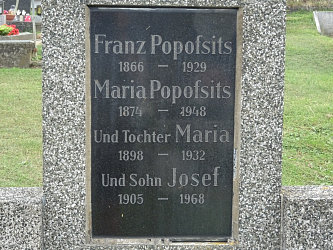 Franz Popofsits
1866 – 1929
Maria Popofsits
1874 – 1948
Und Tochter Maria
1898 – 1932
Und Sohn Josef
1905 – 1968